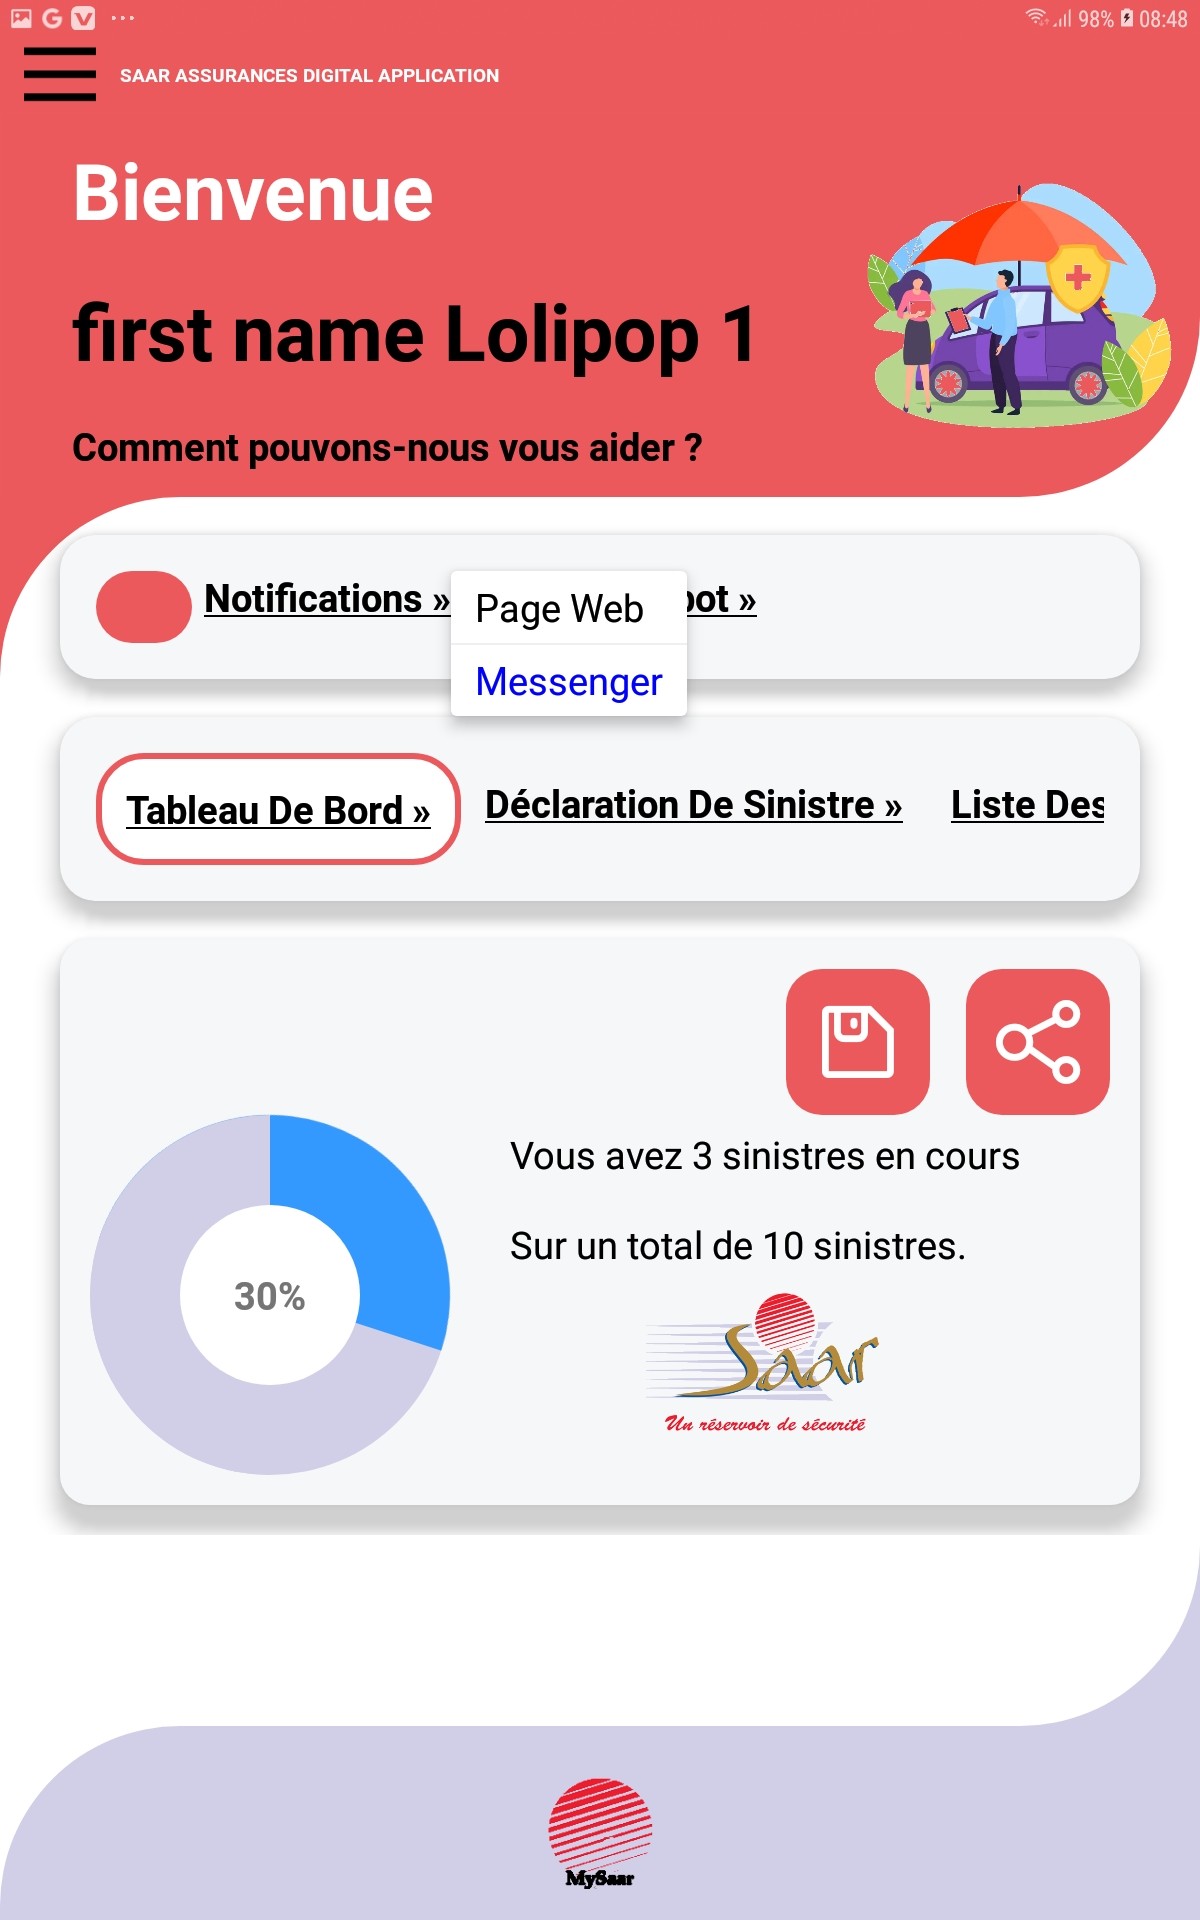 98% 08:48
SAAR ASSURANCES DIGITAL APPLICATION
Bienvenue
first name Lolipop 1
Comment pouvons-nous vous aider ?
Notifications » oot »
Page Web
Messenger
Tableau De Bord » Déclaration De Sinistre » Liste Des
Vous avez 3 sinistres en cours
Sur un total de 10 sinistres.
30%
Saar
Un réservoir de sécurité
MySaar